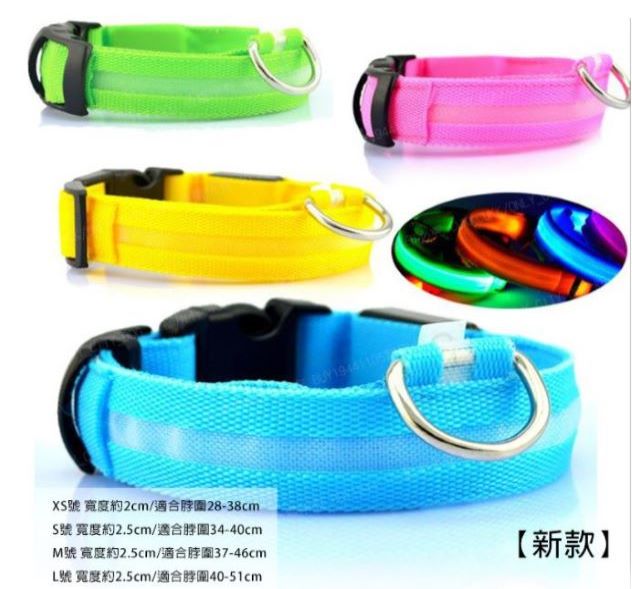 XS號 寬度約2cm/適合脖圍28-38cm
S號 寬度約2.5cm/適合脖圍34-40cm
M號 寬度約2.5cm/適合脖圍37-46cm
L號 寬度約2.5cm/適合脖圍40-51cm
【新款】